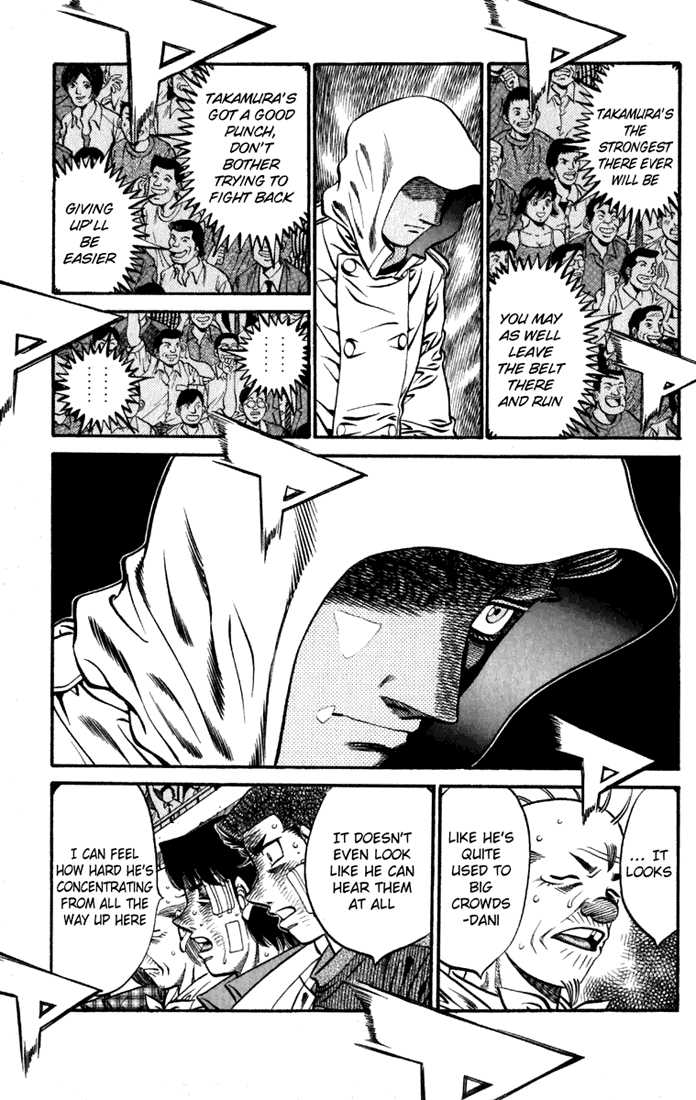 TAKAMURA'S
THE
STRONGEST
THERE EVER
WILL BE
YOU MAY
AS WELL
LEAVE
THE BELT
THERE
AND RUN
TAKAMURA'S
GOT A GOOD
PUNCH,
DON'T
BOTHER
TRYING TO
FIGHT BACK
GIVING
UP'LL
BE
EASIER
......
......
... IT
LOOKS
LIKE HE'S
QUITE
USED TO
BIG
CROWDS
-DANI
IT DOESN'T
EVEN LOOK
LIKE HE CAN
HEAR THEM
AT ALL
I CAN FEEL
HOW HARD HE'S
CONCENTRATING
FROM ALL THE
WAY UP HERE